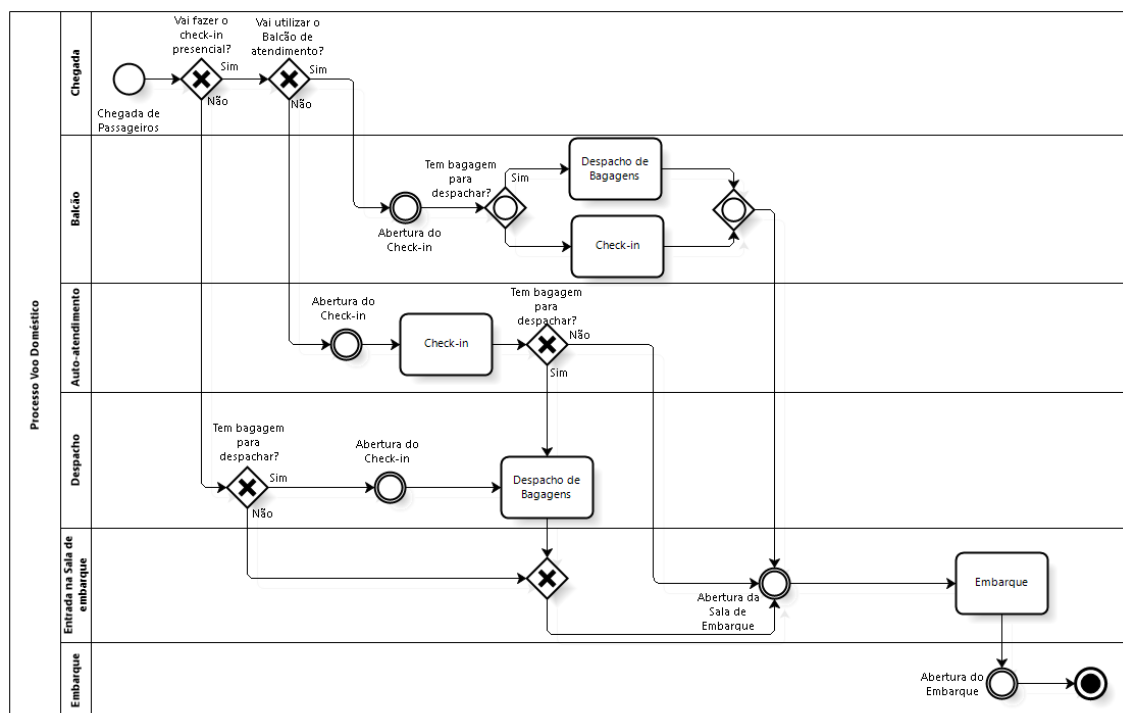 Processo Voo Doméstico
Chegada
Vai fazer o
check-in
presencial?
Vai utilizar o
Balcão de
atendimento?
Sim
Sim
Não
Não
Chegada de
Passageiros
Balcão
Tem bagagem
para
despachar?
Sim
Despacho de
Bagagens
Abertura do
Check-in
Check-in
Auto-atendimento
Abertura do
Check-in
Check-in
Tem bagagem
para
despachar?
Não
Sim
Despacho
Tem bagagem
para
despachar?
Sim
Não
Abertura do
Check-in
Despacho de
Bagagens
Entrada na Sala de
embarque
Abertura da
Sala de
Embarque
Embarque
Embarque
Abertura do
Embarque